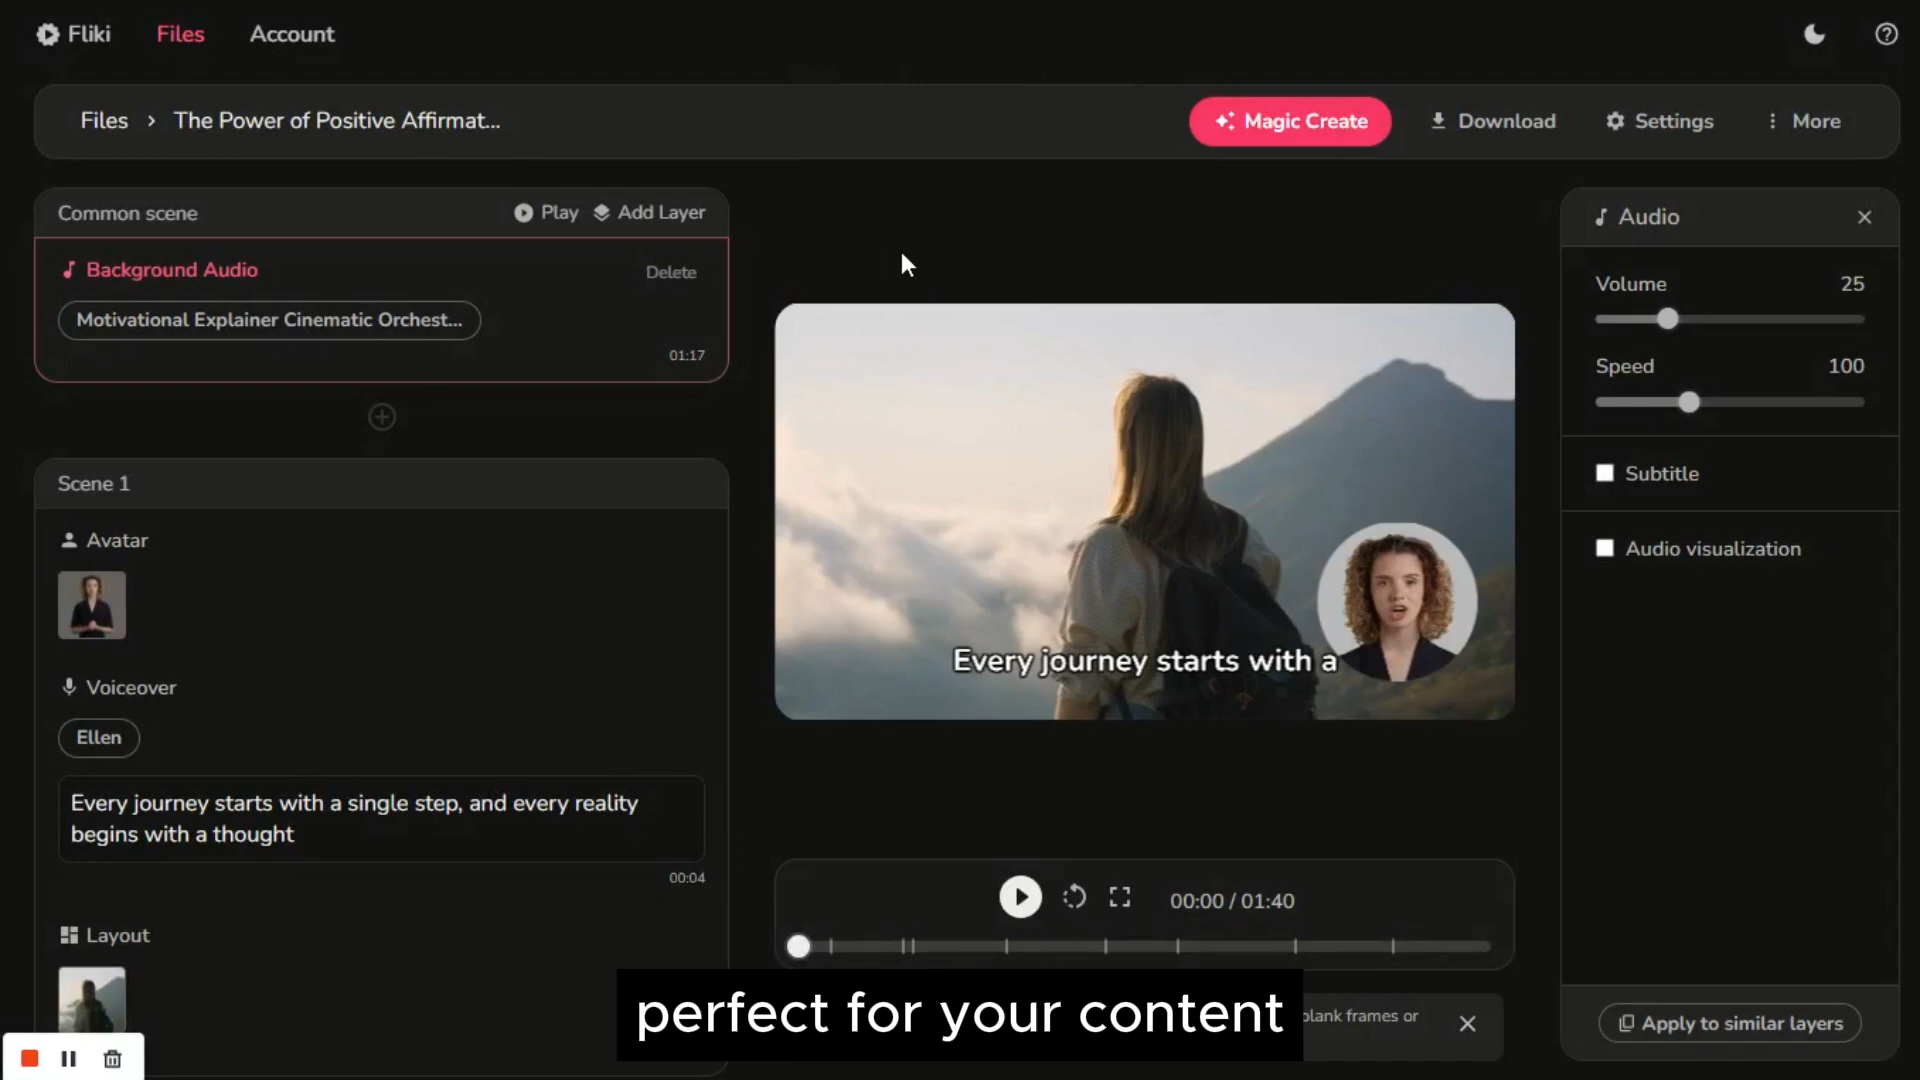 Fliki Files Account
Files > The Power of Positive Affirmat...
Magic Create Download Settings More
Common scene Play Add Layer
Background Audio Delete
Motivational Explainer Cinematic Orchest...
01:17
Scene 1
Avatar
Voiceover
Ellen
Every journey starts with a single step, and every reality
begins with a thought
00:04
Layout
Every journey starts with a
00:00 / 01:40
blank frames or
perfect for your content
Audio
Volume 25
Speed 100
Subtitle
Audio visualization
Apply to similar layers